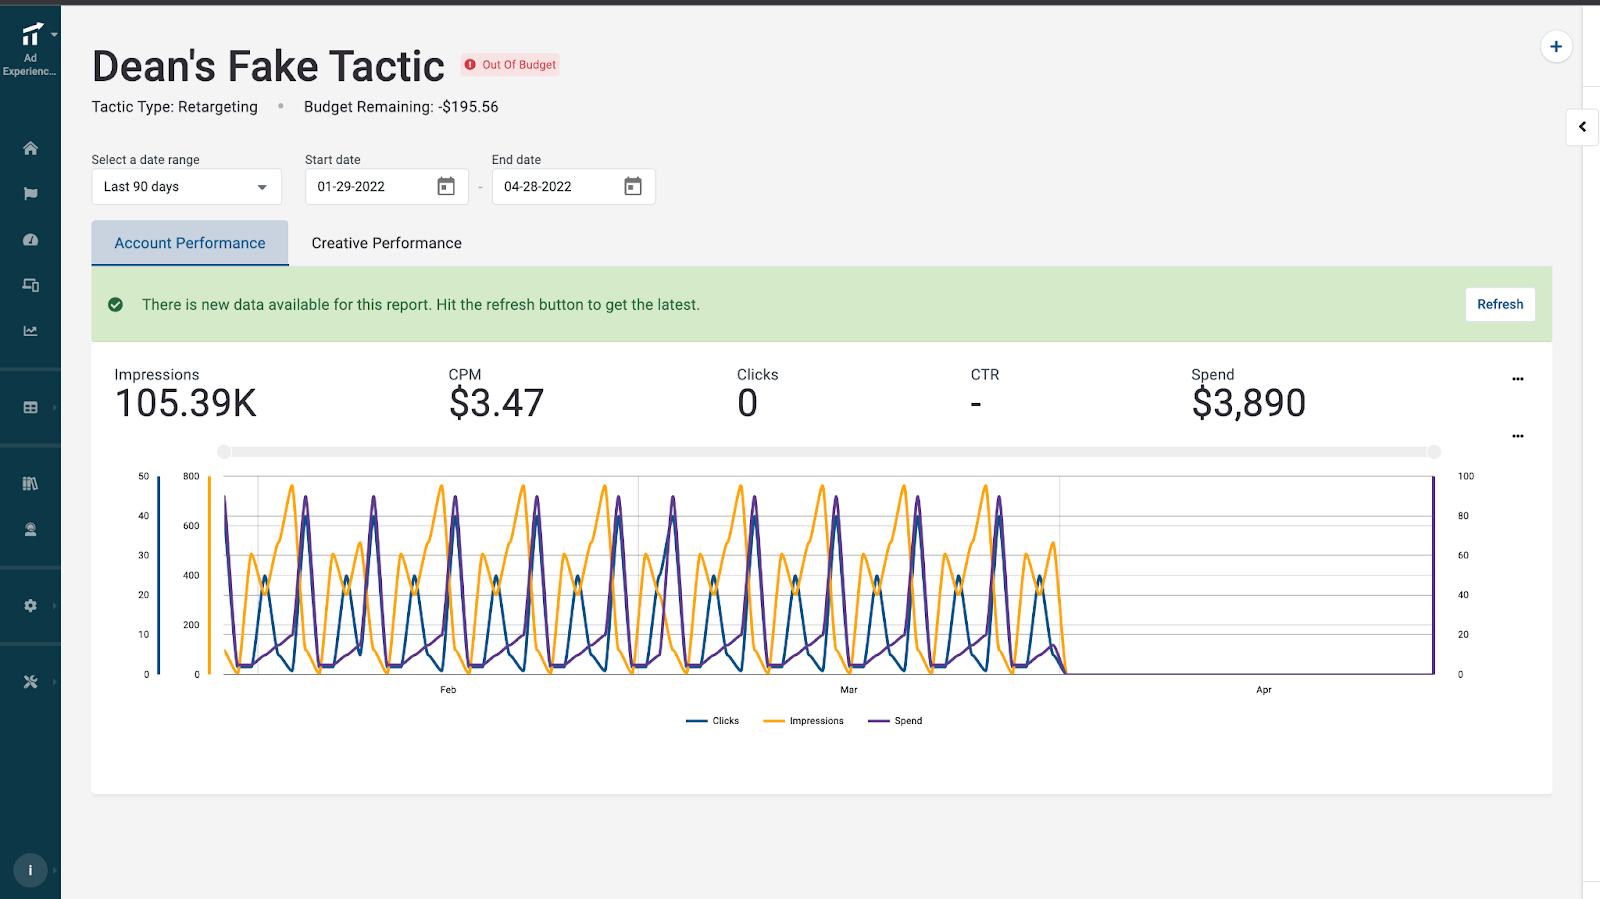 Ad
Experienc...
Dean's Fake Tactic
Out Of Budget
Tactic Type: Retargeting • Budget Remaining: -$195.56
Select a date range Start date End date
Last 90 days 01-29-2022 - 04-28-2022
Account Performance Creative Performance
There is new data available for this report. Hit the refresh button to get the latest. Refresh
Impressions CPM Clicks CTR Spend
105.39K $3.47 0 - $3,890
50 800 100
40 600 80
30 60
400
20 40
200
10 20
0 0 0
Feb Mar Apr
Clicks Impressions Spend
i